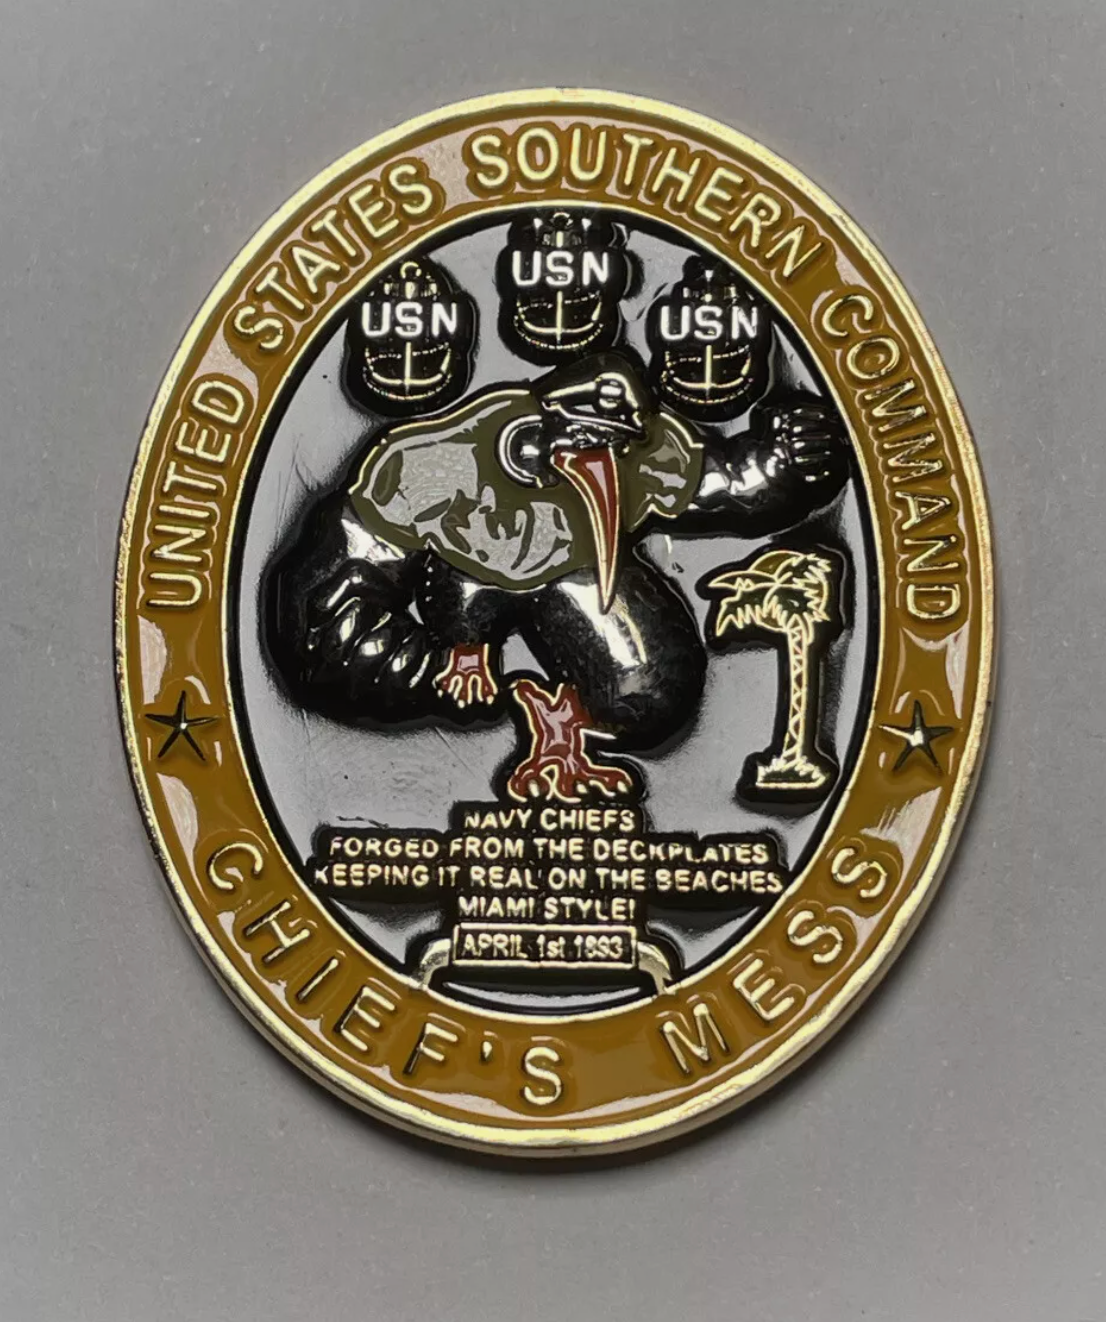 UNITED STATES SOUTHERN COMMAND
USN
USN
USN
NAVY CHIEFS
FORGED FROM THE DECKPLATES
KEEPING IT REAL ON THE BEACHES
MIAMI STYLE!
APRIL 1st 1893
CHIEF'S MESS